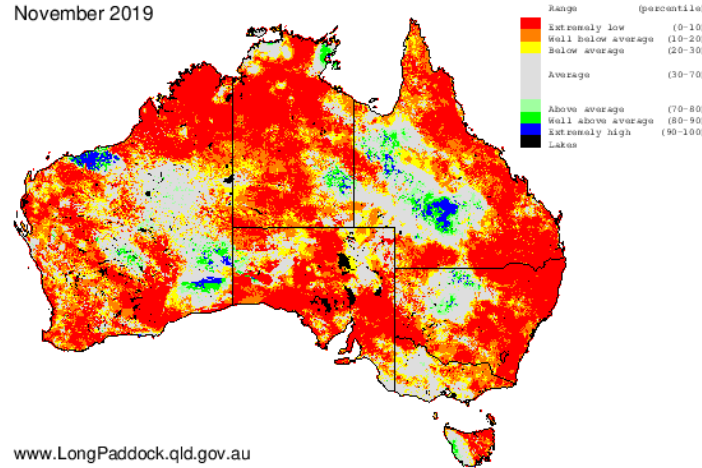 November 2019
Range (percentile
Extremely low (0-10
Well below average (10-20
Below average (20-30
Average (30-70
Above average (70-80
Well above average (80-90
Extremely high (90-100
Lakes
www.LongPaddock.qld.gov.au